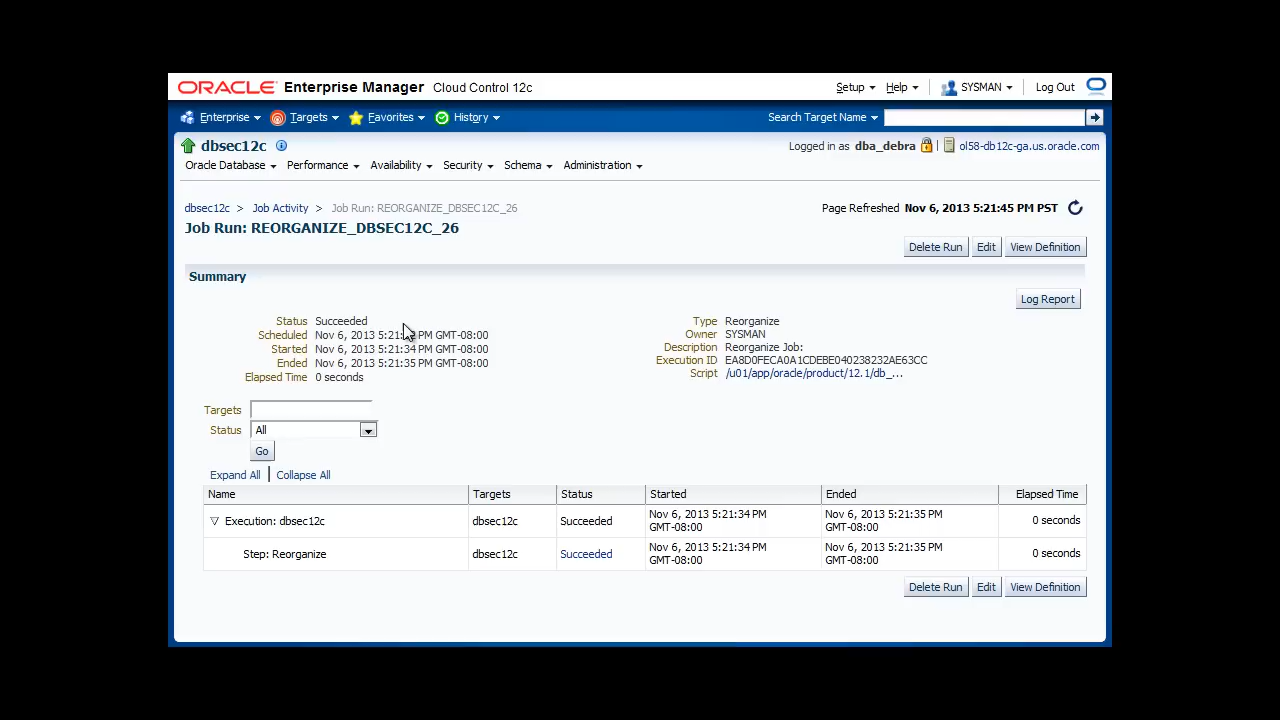 ORACLE Enterprise Manager Cloud Control 12c Setup Help SYSMAN Log Out
Enterprise Targets Favorites History Search Target Name
dbsec12c Logged in as dba_debra ol58-db12c-ga.us.oracle.com
Oracle Database Performance Availability Security Schema Administration
dbsec12c > Job Activity > Job Run: REORGANIZE_DBSEC12C_26 Page Refreshed Nov 6, 2013 5:21:45 PM PST
Job Run: REORGANIZE_DBSEC12C_26
Delete Run Edit View Definition
Summary
Log Report
Status Succeeded
Scheduled Nov 6, 2013 5:21: PM GMT-08:00
Started Nov 6, 2013 5:21:34 PM GMT-08:00
Ended Nov 6, 2013 5:21:35 PM GMT-08:00
Elapsed Time 0 seconds
Type Reorganize
Owner SYSMAN
Description Reorganize Job:
Execution ID EA8D0FECA0A1CDEBE040238232AE63CC
Script /u01/app/oracle/product/12.1/db_...
Targets
Status All
Go
Expand All | Collapse All
Name Targets Status Started Ended Elapsed Time
Execution: dbsec12c dbsec12c Succeeded Nov 6, 2013 5:21:34 PM GMT-08:00 Nov 6, 2013 5:21:35 PM GMT-08:00 0 seconds
Step: Reorganize dbsec12c Succeeded Nov 6, 2013 5:21:34 PM GMT-08:00 Nov 6, 2013 5:21:35 PM GMT-08:00 0 seconds
Delete Run Edit View Definition